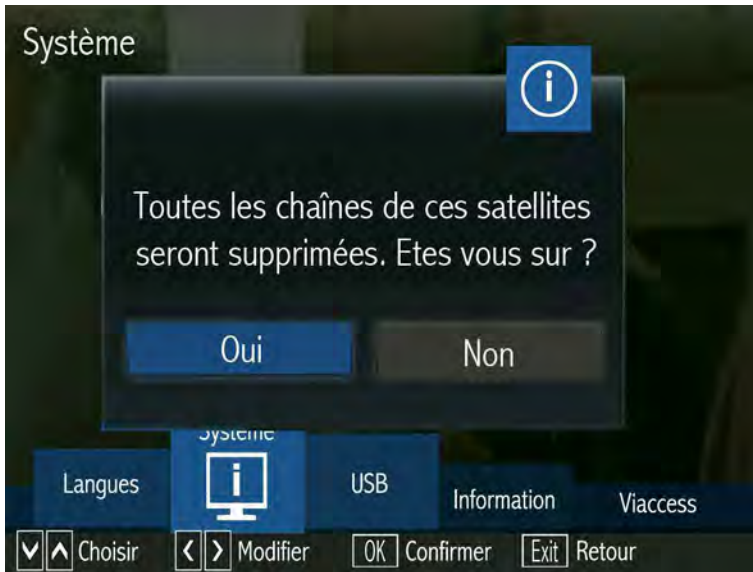 Système
Toutes les chaînes de ces satellites
seront supprimées. Etes vous sur ?
Oui
Non
Système
Langues
USB
Information
Viaccess
Choisir
Modifier
OK Confirmer
Exit Retour